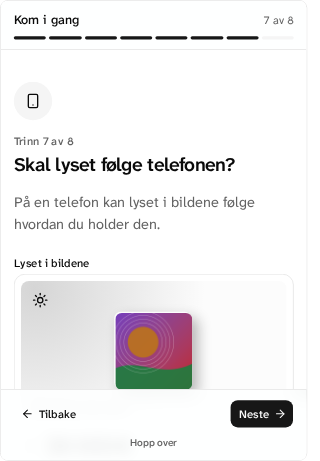 Kom i gang
7 av 8
Trinn 7 av 8
Skal lyset følge telefonen?
På en telefon kan lyset i bildene følge
hvordan du holder den.
Lyset i bildene
Tilbake
Neste
Hopp over